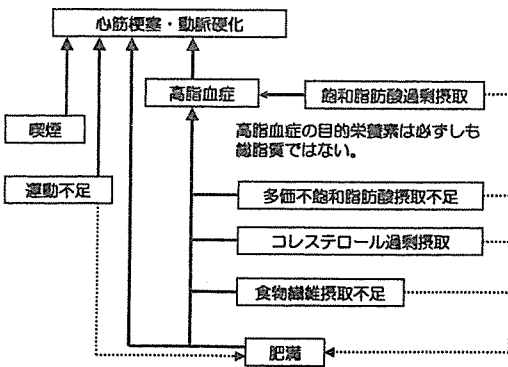 心筋梗塞・動脈硬化
高脂血症
飽和脂肪酸過剰摂取
喫煙
高脂血症の目的栄養素は必ずしも
総脂質ではない。
運動不足
多価不飽和脂肪酸摂取不足
コレステロール過剰摂取
食物繊維摂取不足
肥満